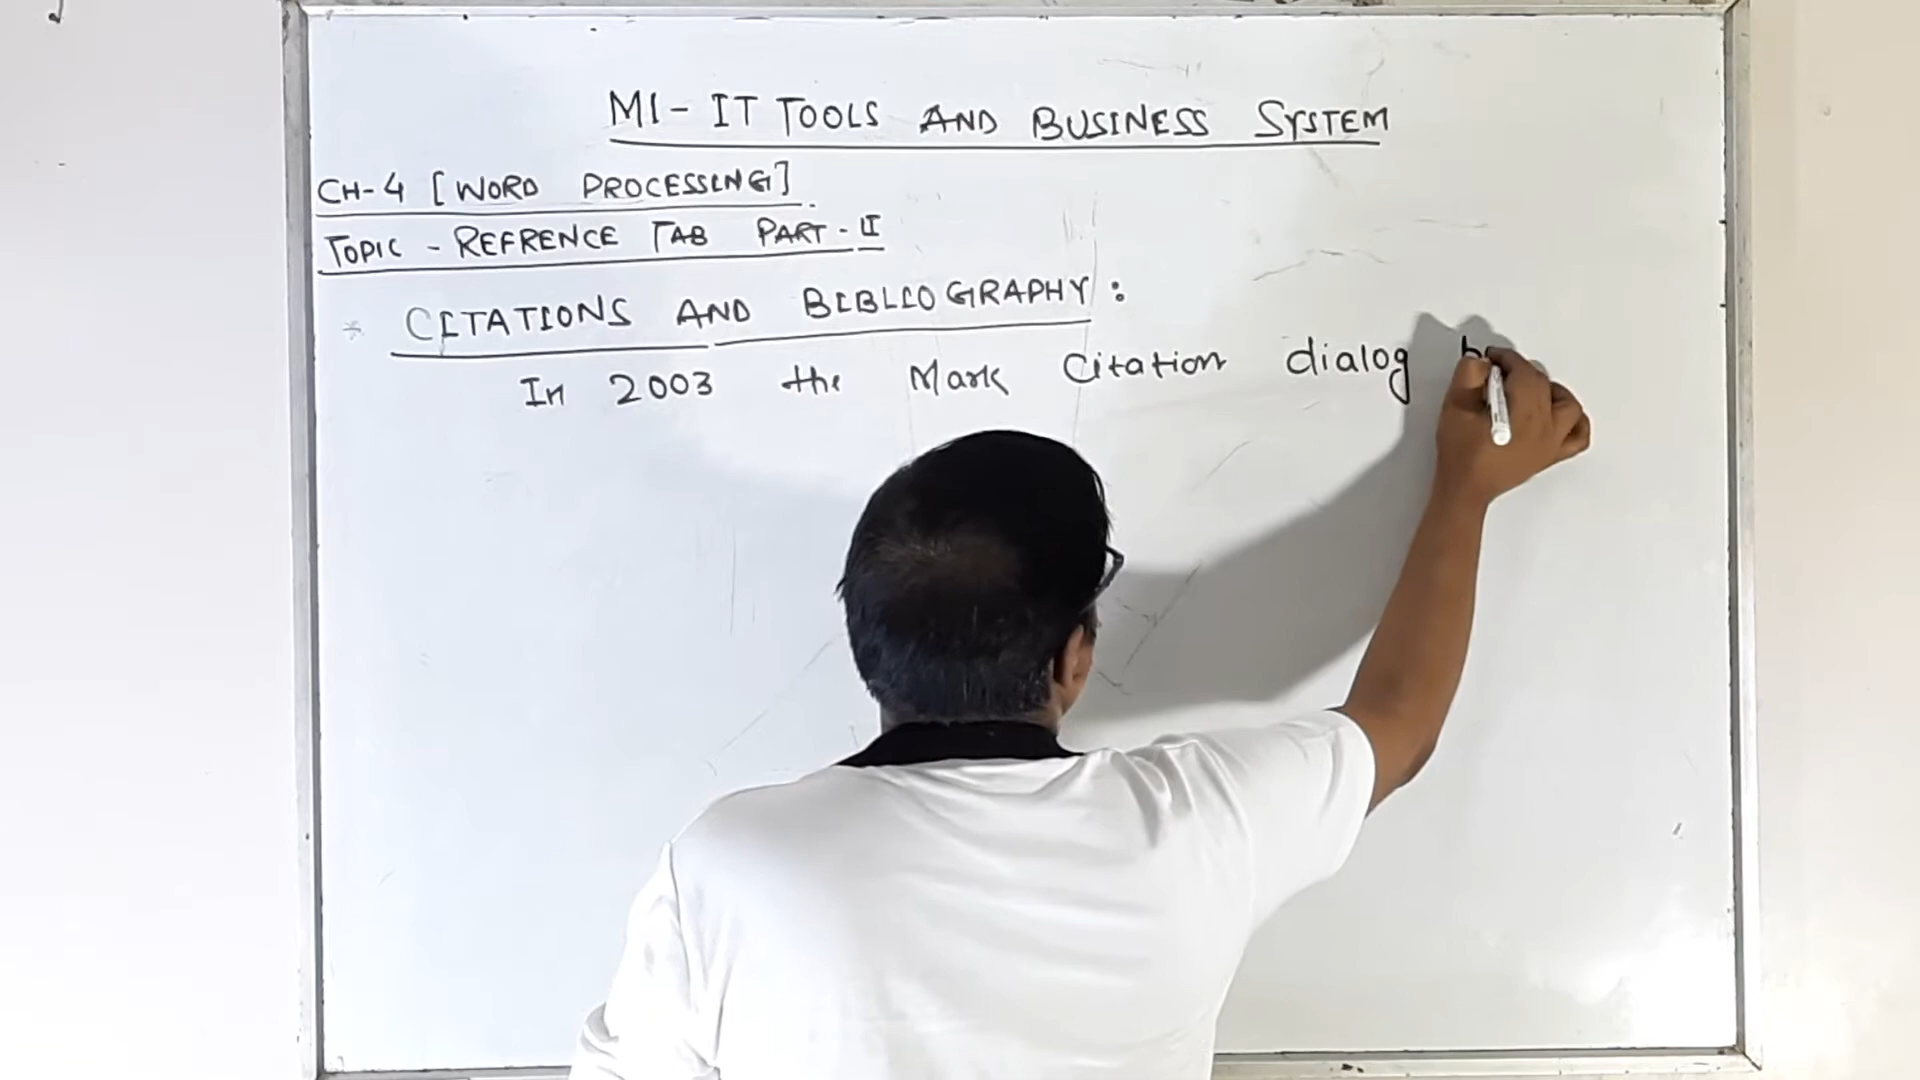 M1 - IT TOOLS AND BUSINESS SYSTEM
CH-4 [WORD PROCESSING]
TOPIC - REFRENCE TAB PART - II
* CITATIONS AND BIBLIOGRAPHY :
In 2003 the Mark Citation dialog